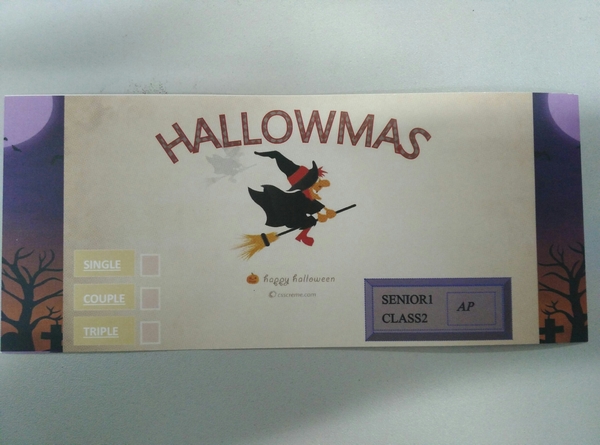 HALLOWMAS
happy halloween
SINGLE
COUPLE
TRIPLE
SENIOR1
CLASS2
AP